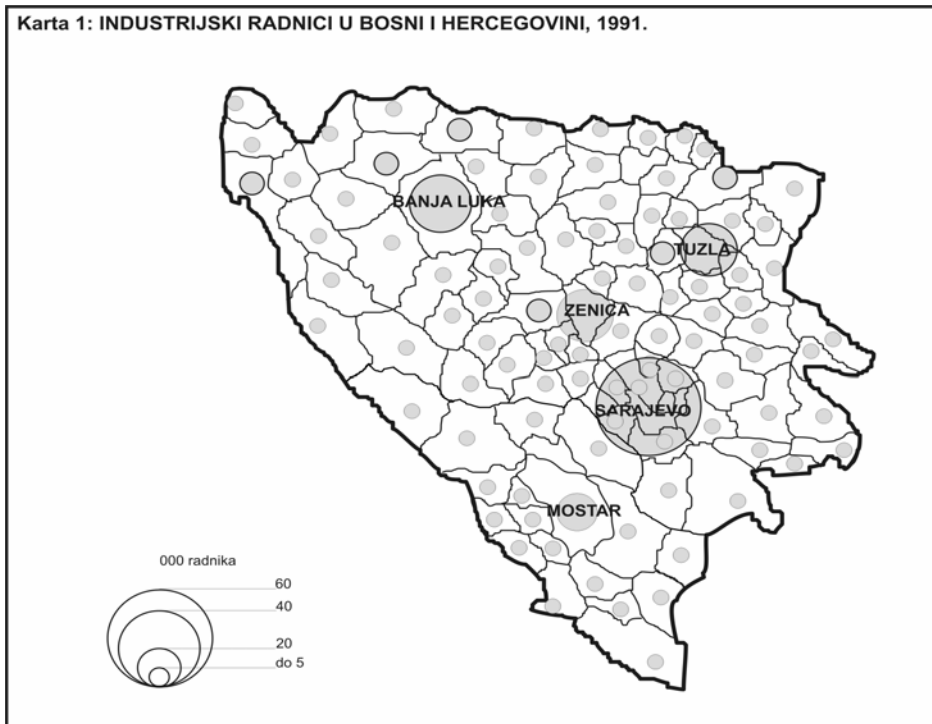 Karta 1: INDUSTRIJSKI RADNICI U BOSNI I HERCEGOVINI, 1991.
BANJA LUKA
TUZLA
ZENICA
SARAJEVO
MOSTAR
000 radnika
60
40
20
do 5